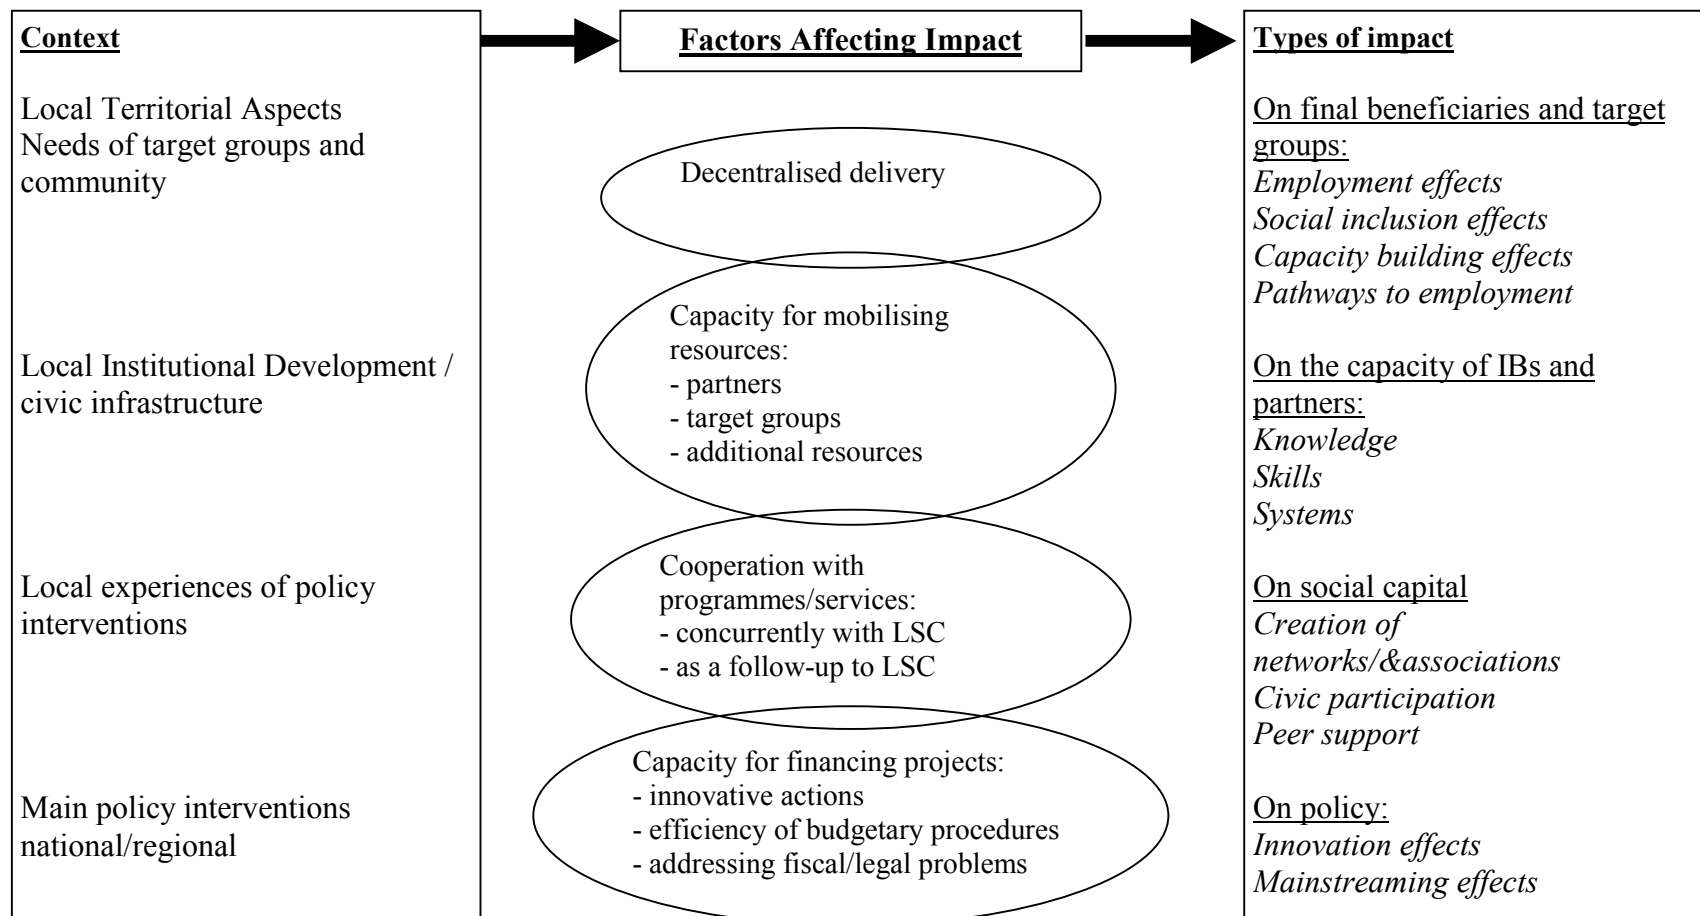 Context
Local Territorial Aspects
Needs of target groups and
community
Local Institutional Development /
civic infrastructure
Local experiences of policy
interventions
Main policy interventions
national/regional
Factors Affecting Impact
Decentralised delivery
Capacity for mobilising
resources:
- partners
- target groups
- additional resources
Cooperation with
programmes/services:
- concurrently with LSC
- as a follow-up to LSC
Capacity for financing projects:
- innovative actions
- efficiency of budgetary procedures
- addressing fiscal/legal problems
Types of impact
On final beneficiaries and target
groups:
Employment effects
Social inclusion effects
Capacity building effects
Pathways to employment
On the capacity of IBs and
partners:
Knowledge
Skills
Systems
On social capital
Creation of
networks/&associations
Civic participation
Peer support
On policy:
Innovation effects
Mainstreaming effects